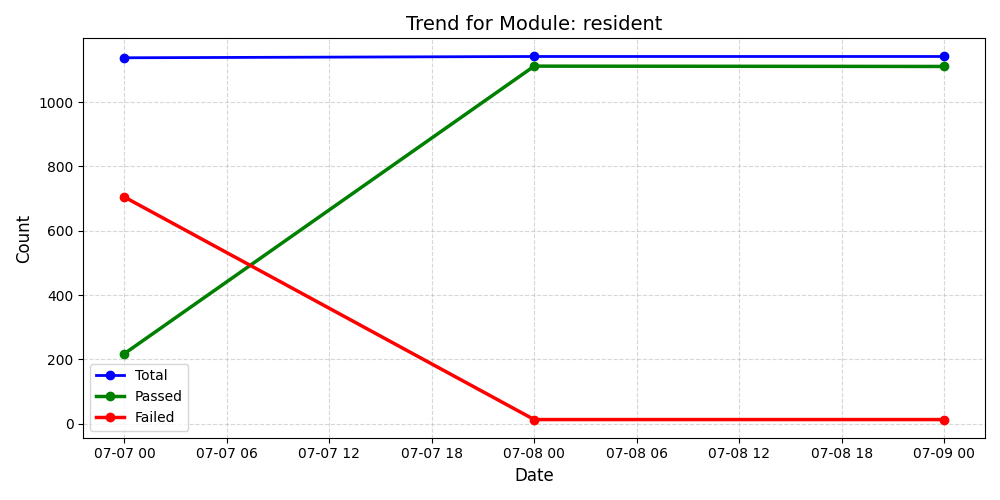 Trend for Module: resident
Count
1000
800
600
400
200
0
Total
Passed
Failed
07-07 00 07-07 06 07-07 12 07-07 18 07-08 00 07-08 06 07-08 12 07-08 18 07-09 00
Date